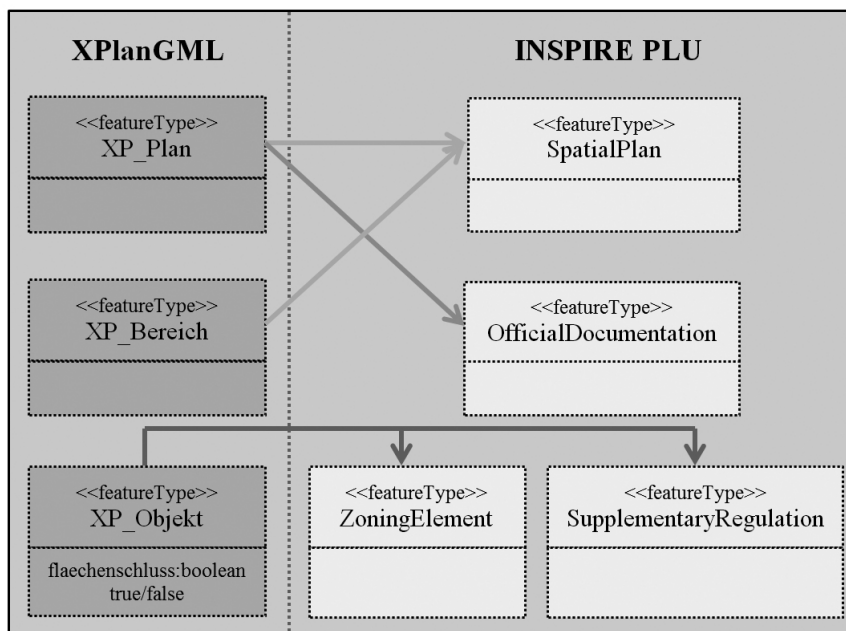 XPlanGML
INSPIRE PLU
<<featureType>>
XP_Plan
<<featureType>>
SpatialPlan
<<featureType>>
XP_Bereich
<<featureType>>
OfficialDocumentation
<<featureType>>
XP_Objekt
flaechenschluss:boolean
true/false
<<featureType>>
ZoningElement
<<featureType>>
SupplementaryRegulation